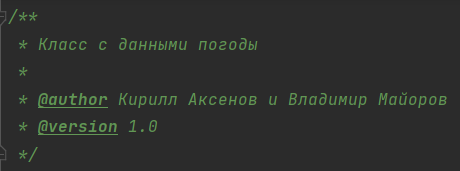 /**
* Класс с данными погоды
*
* @author Кирилл Аксенов и Владимир Майоров
* @version 1.0
*/